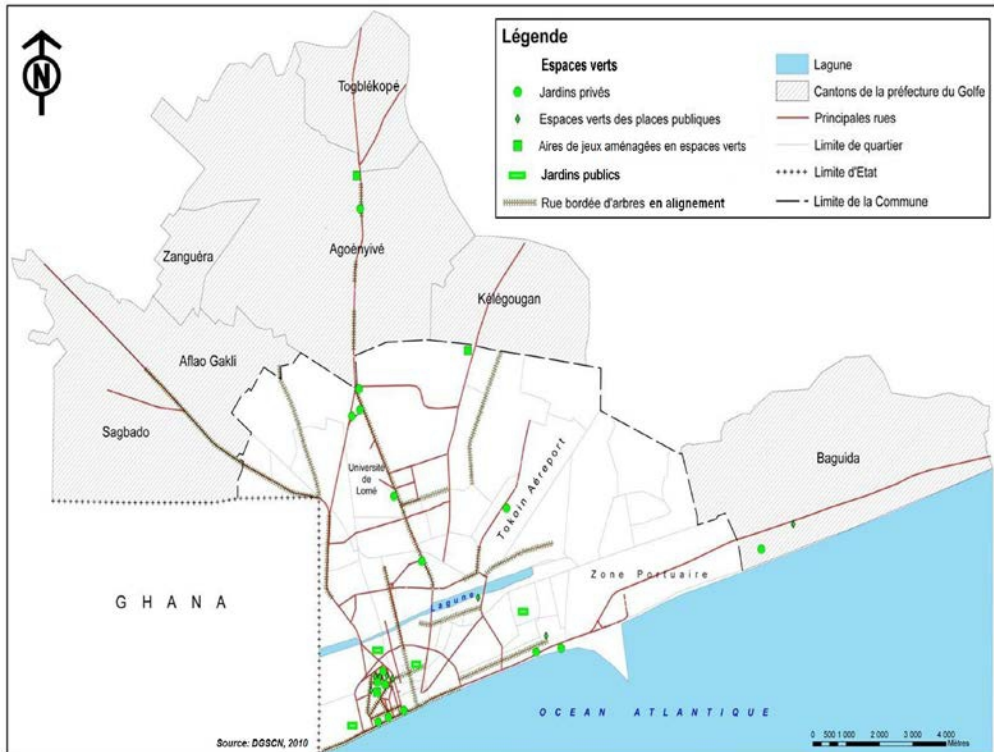 N
Légende
Espaces verts
Jardins privés
Espaces verts des places publiques
Aires de jeux aménagées en espaces verts
Jardins publics
Rue bordée d'arbres en alignement
Lagune
Cantons de la préfecture du Golfe
Principales rues
Limite de quartier
Limite d'Etat
Limite de la Commune
Togblékopé
Zanguéra
Agoènyivé
Kélégougan
Aflao Gakli
Sagbado
Baguida
Université
de
Lomé
Tokoin Aéreport
Zone Portuaire
Lagune
GHANA
OCEAN ATLANTIQUE
Source: DGSCN, 2010
0 500 1 000 2 000 3 000 4 000
Mètres